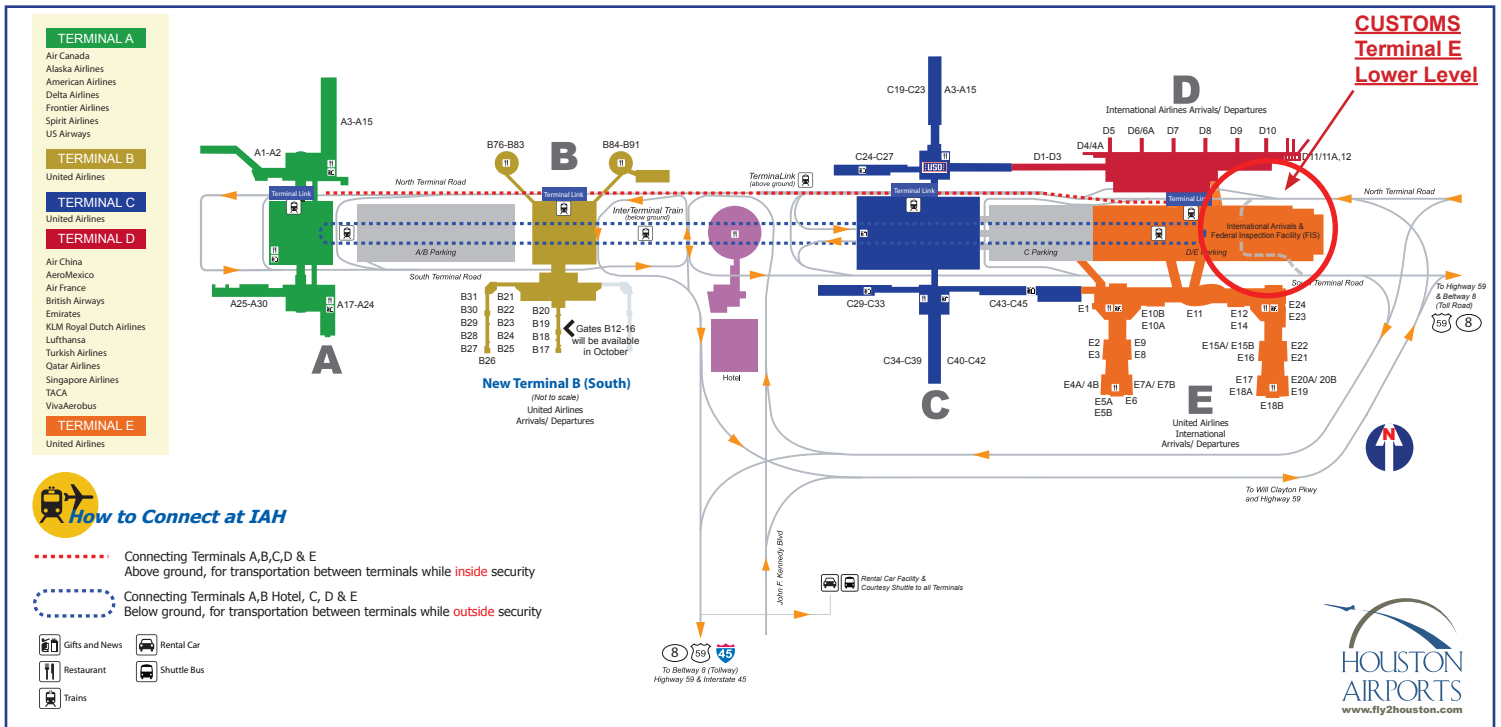 TERMINAL A
Air Canada
Alaska Airlines
American Airlines
Delta Airlines
Frontier Airlines
Spirit Airlines
US Airways
TERMINAL B
United Airlines
TERMINAL C
United Airlines
TERMINAL D
Air China
AeroMexico
Air France
British Airways
Emirates
KLM Royal Dutch Airlines
Lufthansa
Turkish Airlines
Qatar Airlines
Singapore Airlines
TACA
VivaAerobus
TERMINAL E
United Airlines
CUSTOMS
Terminal E
Lower Level
A3-A15
A1-A2
Terminal Link
A25-A30
A17-A24
A
North Terminal Road
A/B Parking
South Terminal Road
B76-B83
B84-B91
B
Terminal Link
InterTerminal Train
(below ground)
B31
B30
B29
B28
B27
B26
B21
B22
B23
B24
B25
B20
B19
B18
B17
Gates B12-16
will be available
in October
New Terminal B (South)
(Not to scale)
United Airlines
Arrivals/ Departures
Hotel
TerminaLink
(above ground)
C19-C23
A3-A15
C24-C27
Terminal Link
C29-C33
C43-C45
C34-C39
C40-C42
C
C Parking
D
International Airlines Arrivals/ Departures
D1-D3
D4/4A
D5
D6/6A
D7
D8
D9
D10
D11/11A,12
Terminal Link
North Terminal Road
International Arrivals &
Federal Inspection Facility (FIS)
D/E Parking
South Terminal Road
To Highway 59
& Beltway 8
(Toll Road)
59
8
E1
E2
E3
E4A/ 4B
E5A
E5B
E6
E7A/ E7B
E9
E8
E10B
E10A
E11
E12
E14
E15A/ E15B
E16
E17
E18A
E18B
E24
E23
E22
E21
E20A/ 20B
E19
E
United Airlines
International
Arrivals/ Departures
N
To Will Clayton Pkwy
and Highway 59
John F. Kennedy Blvd
Rental Car Facility &
Courtesy Shuttle to all Terminals
8
59
45
To Beltway 8 (Tollway)
Highway 59 & Interstate 45
How to Connect at IAH
Connecting Terminals A,B,C,D & E
Above ground, for transportation between terminals while inside security
Connecting Terminals A,B Hotel, C, D & E
Below ground, for transportation between terminals while outside security
Gifts and News
Rental Car
Restaurant
Shuttle Bus
Trains
HOUSTON
AIRPORTS
www.fly2houston.com